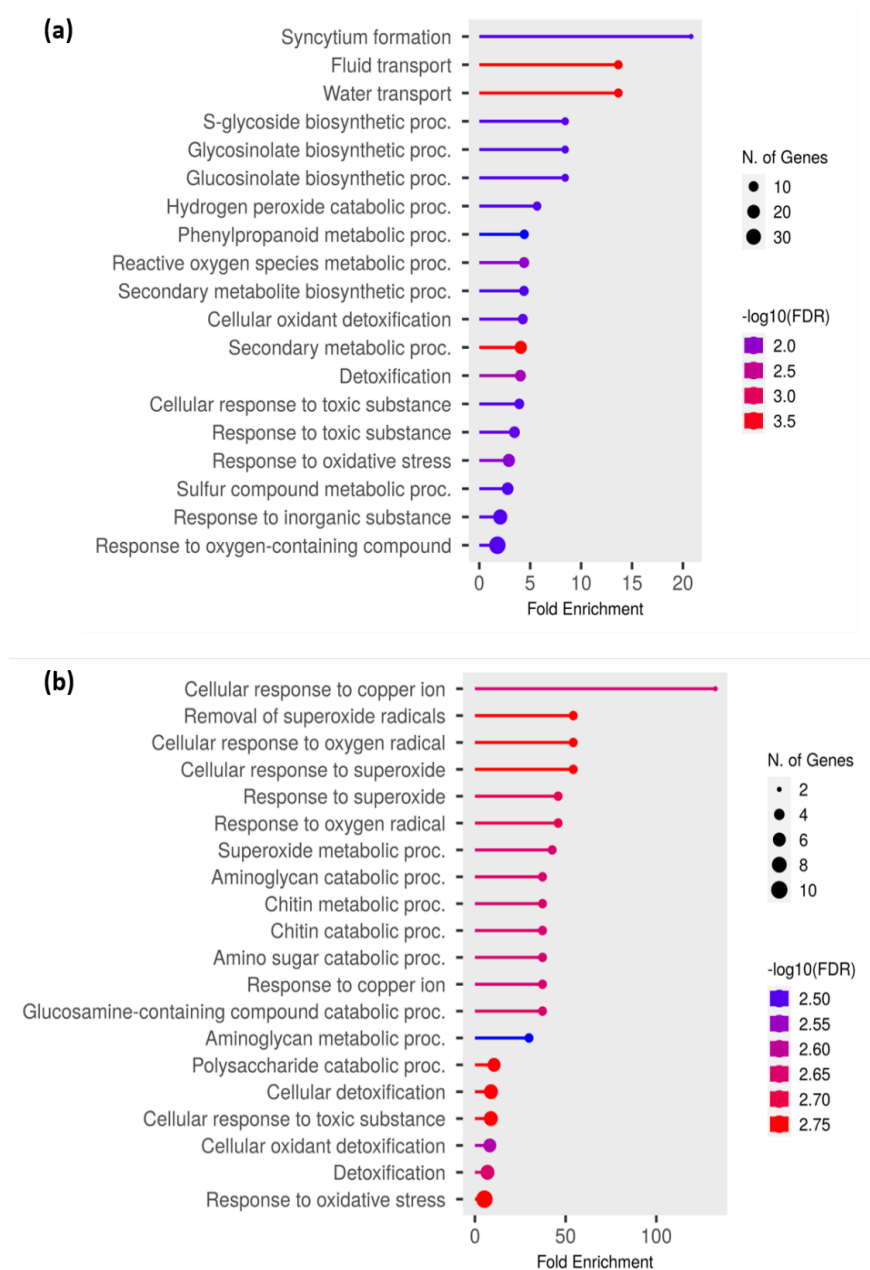 (a)
Syncytium formation
Fluid transport
Water transport
S-glycoside biosynthetic proc.
Glycosinolate biosynthetic proc.
Glucosinolate biosynthetic proc.
Hydrogen peroxide catabolic proc.
Phenylpropanoid metabolic proc.
Reactive oxygen species metabolic proc.
Secondary metabolite biosynthetic proc.
Cellular oxidant detoxification
Secondary metabolic proc.
Detoxification
Cellular response to toxic substance
Response to toxic substance
Response to oxidative stress
Sulfur compound metabolic proc.
Response to inorganic substance
Response to oxygen-containing compound
0 5 10 15 20
Fold Enrichment
N. of Genes
10
20
30
-log10(FDR)
2.0
2.5
3.0
3.5
(b)
Cellular response to copper ion
Removal of superoxide radicals
Cellular response to oxygen radical
Cellular response to superoxide
Response to superoxide
Response to oxygen radical
Superoxide metabolic proc.
Aminoglycan catabolic proc.
Chitin metabolic proc.
Chitin catabolic proc.
Amino sugar catabolic proc.
Response to copper ion
Glucosamine-containing compound catabolic proc.
Aminoglycan metabolic proc.
Polysaccharide catabolic proc.
Cellular detoxification
Cellular response to toxic substance
Cellular oxidant detoxification
Detoxification
Response to oxidative stress
0 50 100
Fold Enrichment
N. of Genes
2
4
6
8
10
-log10(FDR)
2.50
2.55
2.60
2.65
2.70
2.75